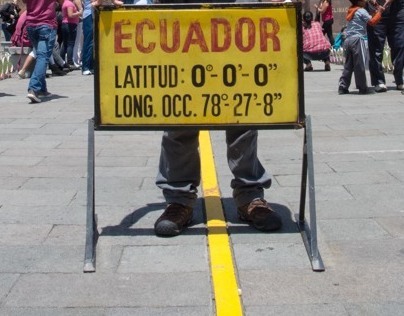 ECUADOR
LATITUD: 0°-0'-0"
LONG. OCC. 78°-27'-8"